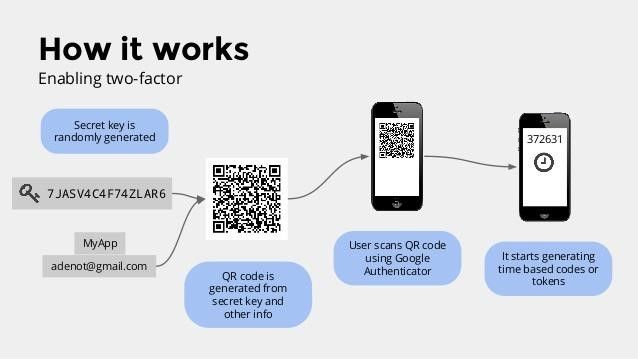 How it works
Enabling two-factor
Secret key is
randomly generated
7JASV4C4F74ZLAR6
MyApp
adenot@gmail.com
QR code is
generated from
secret key and
other info
User scans QR code
using Google
Authenticator
372631
It starts generating
time based codes or
tokens